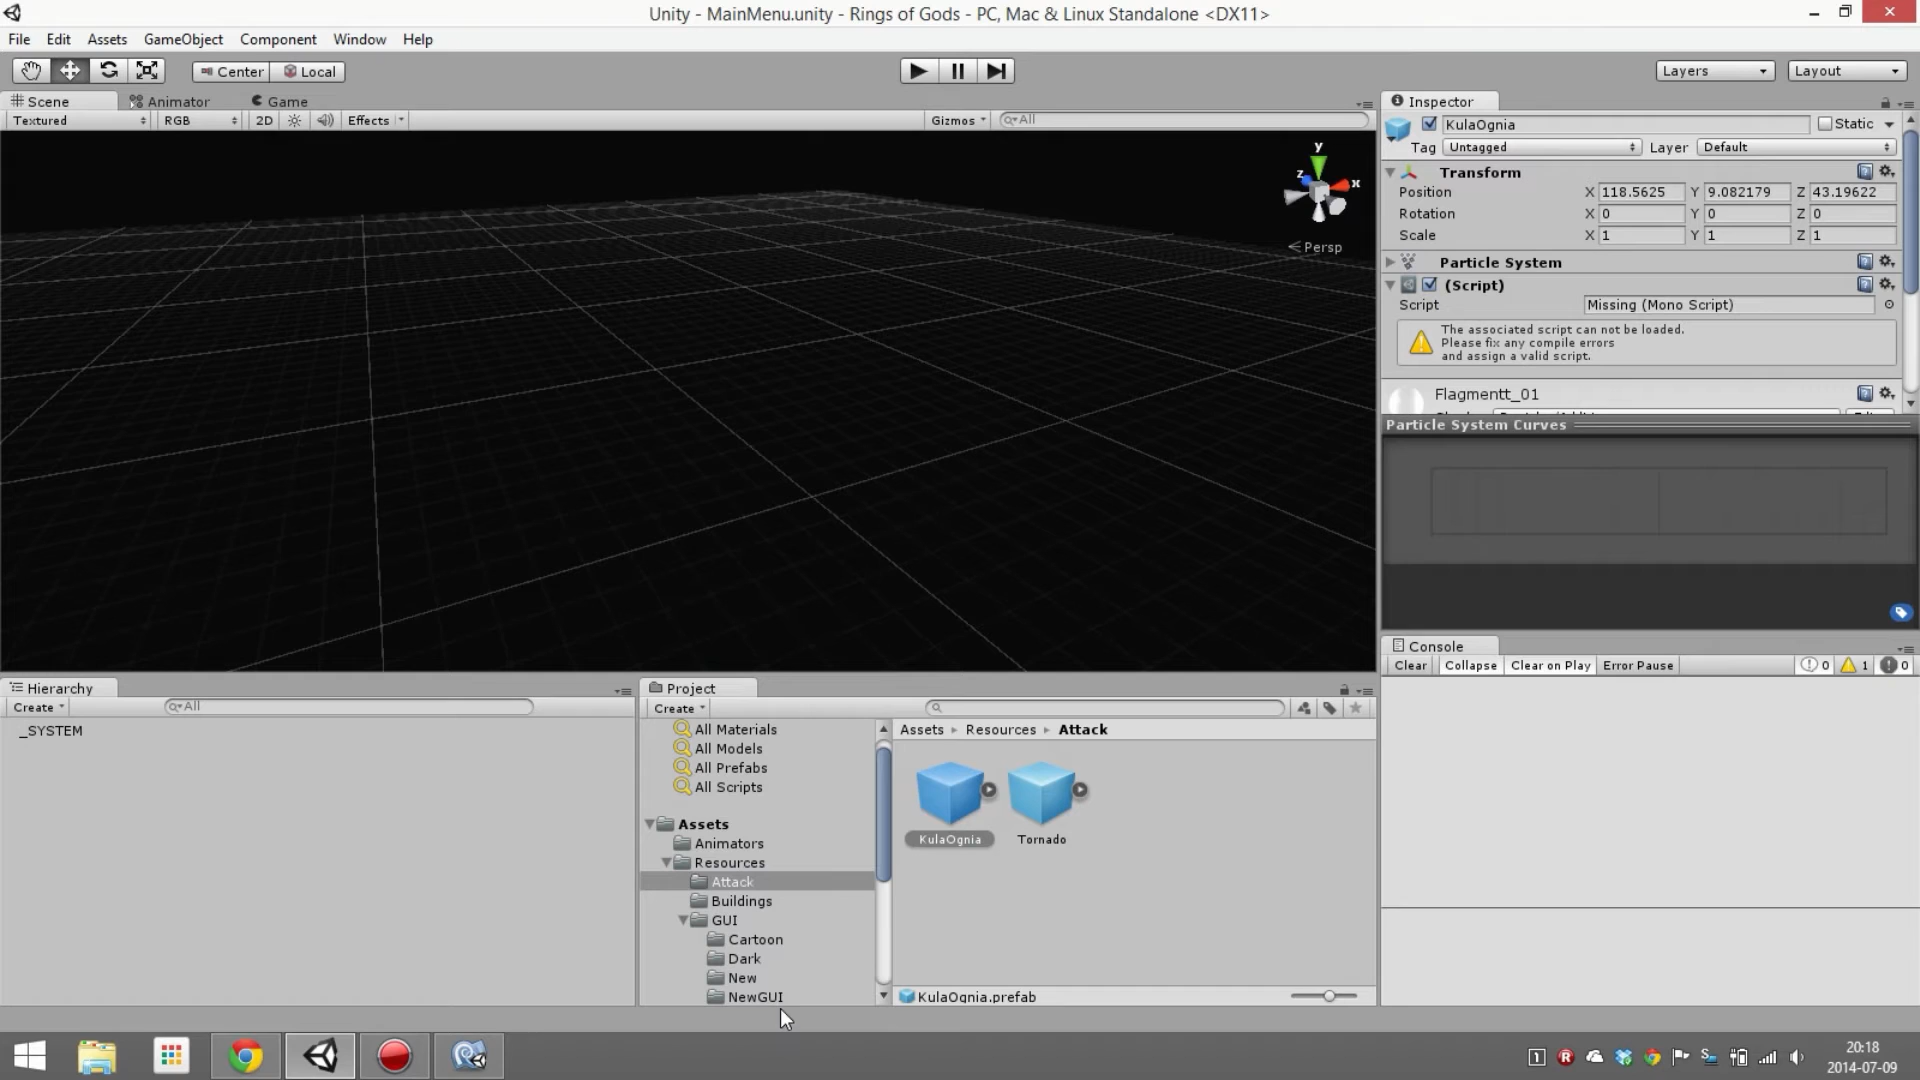 Unity - MainMenu.unity - Rings of Gods - PC, Mac & Linux Standalone <DX11>
File Edit Assets GameObject Component Window Help
Center Local
Layers Layout
Scene Animator Game
Textured RGB 2D Effects Gizmos All
y
z x
Persp
Inspector
KulaOgnia Static
Tag Untagged Layer Default
Transform
Position X 118.5625 Y 9.082179 Z 43.19622
Rotation X 0 Y 0 Z 0
Scale X 1 Y 1 Z 1
Particle System
(Script)
Script Missing (Mono Script)
The associated script can not be loaded.
Please fix any compile errors
and assign a valid script.
Flagmentt_01
Particle System Curves
Console
Clear Collapse Clear on Play Error Pause 0 1 0
Hierarchy
Create All
_SYSTEM
Project
Create
All Materials
All Models
All Prefabs
All Scripts
Assets
Animators
Resources
Attack
Buildings
GUI
Cartoon
Dark
New
NewGUI
Assets Resources Attack
KulaOgnia Tornado
KulaOgnia.prefab
20:18
2014-07-09